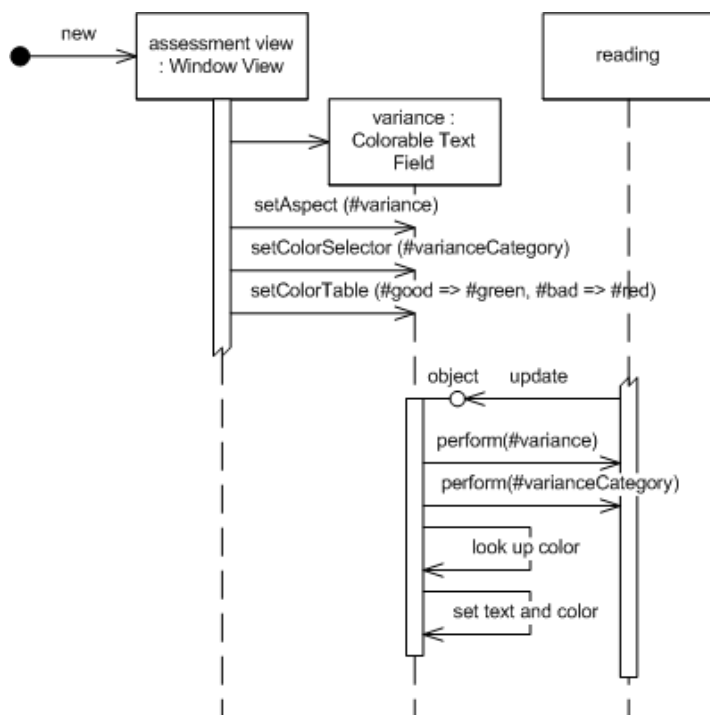 new
assessment view
: Window View
reading
variance :
Colorable Text
Field
setAspect (#variance)
setColorSelector (#varianceCategory)
setColorTable (#good => #green, #bad => #red)
object
update
perform(#variance)
perform(#varianceCategory)
look up color
set text and color